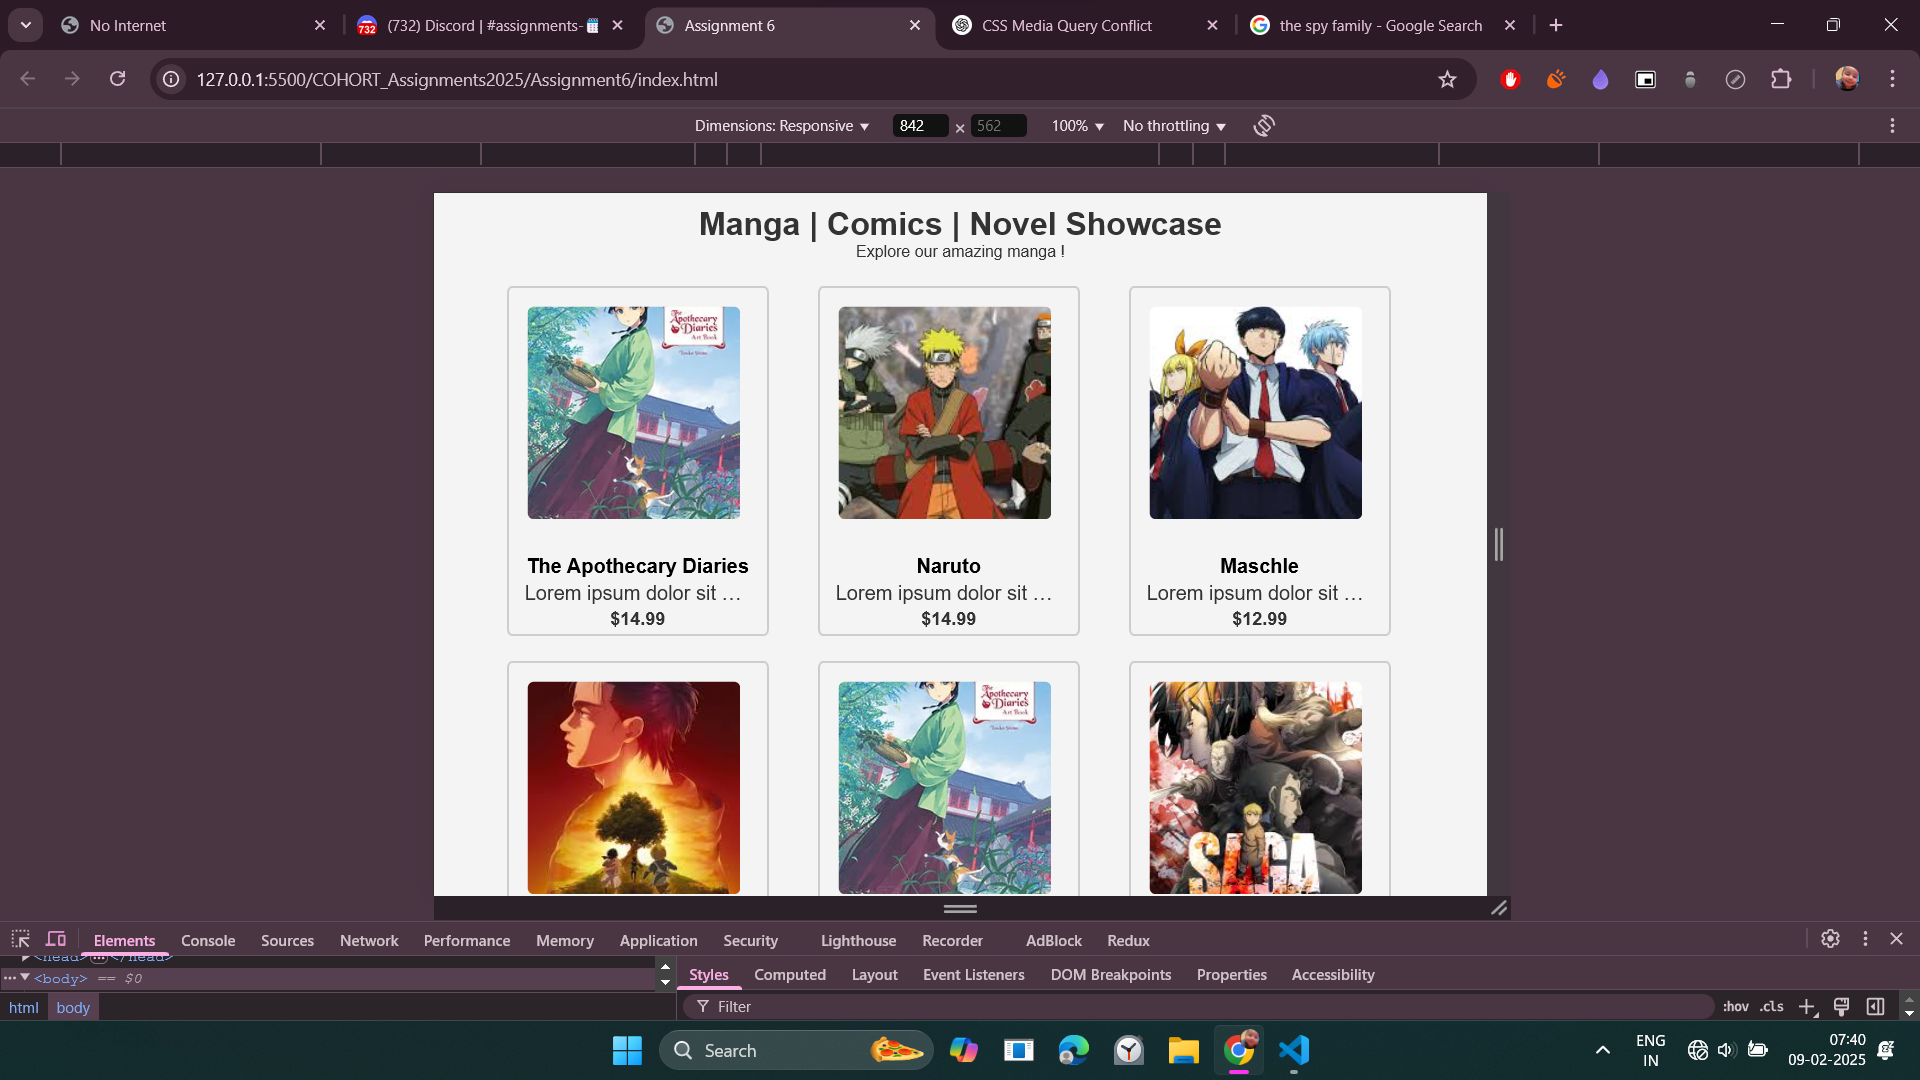 No Internet
(732) Discord | #assignments-
Assignment 6
CSS Media Query Conflict
the spy family - Google Search
732
127.0.0.1:5500/COHORT_Assignments2025/Assignment6/index.html
Dimensions: Responsive
842
×
562
100%
No throttling
Manga | Comics | Novel Showcase
Explore our amazing manga !
The Apothecary Diaries
Art Book
The Apothecary Diaries
Lorem ipsum dolor sit ...
$14.99
Naruto
Lorem ipsum dolor sit ...
$14.99
Maschle
Lorem ipsum dolor sit ...
$12.99
The Apothecary Diaries
Art Book
SAGA
Elements
Console
Sources
Network
Performance
Memory
Application
Security
Lighthouse
Recorder
AdBlock
Redux
<head> ... </head>
<body> == $0
html
body
Styles
Computed
Layout
Event Listeners
DOM Breakpoints
Properties
Accessibility
Filter
:hov
.cls
Search
ENG
IN
07:40
09-02-2025